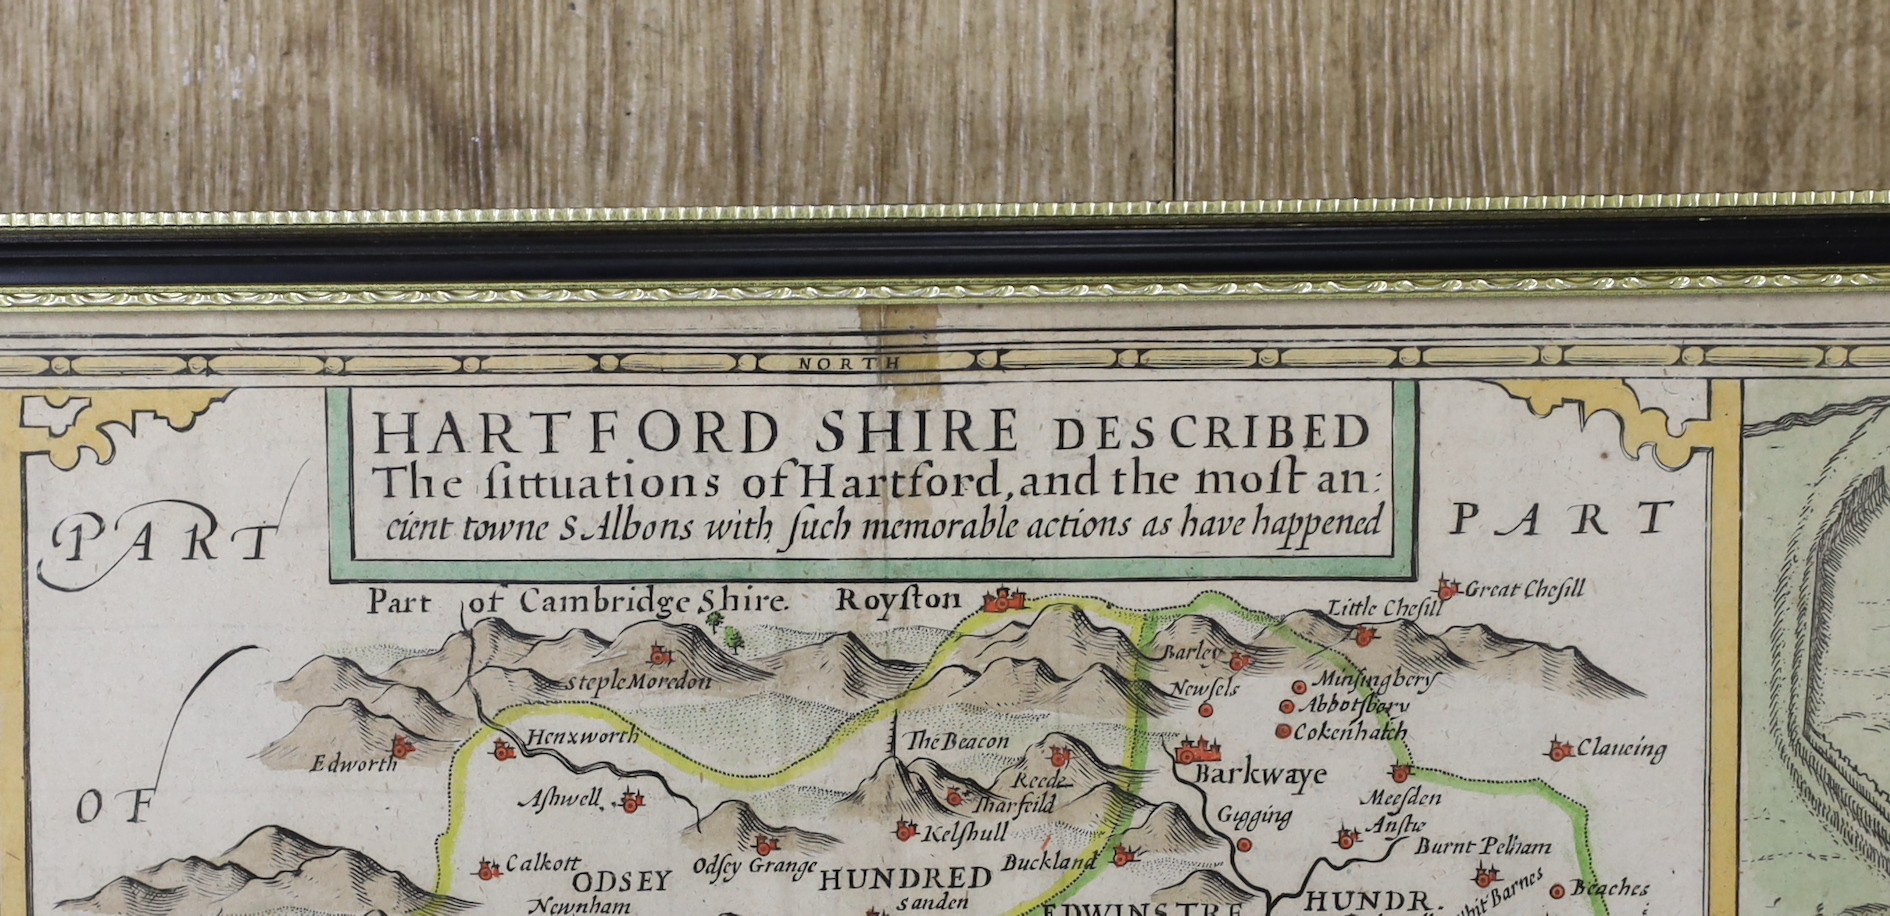 NORTH
HARTFORD SHIRE DESCRIBED
The ſittuations of Hartford, and the moſt an:
cient towne S Albons with ſuch memorable actions as have happened
PART
PART
Part of Cambridge Shire.
Royſton
Great Cheſill
Little Cheſill
Barley
Steple Moredon
Newſels
Minſingbery
Abbotſbory
Cokenhatch
Henxworth
The Beacon
Edworth
Claveing
Reede
Barkwaye
OF
Aſhwell
Tharfeild
Meeſden
Gigging
Anſtie
Kelſhull
Burnt Pelham
Calkott
Odſey Grange
Buckland
ODSEY
HUNDRED
Beaches
Newnham
Sanden
EDWINSTRE
HUNDR.
Barnes